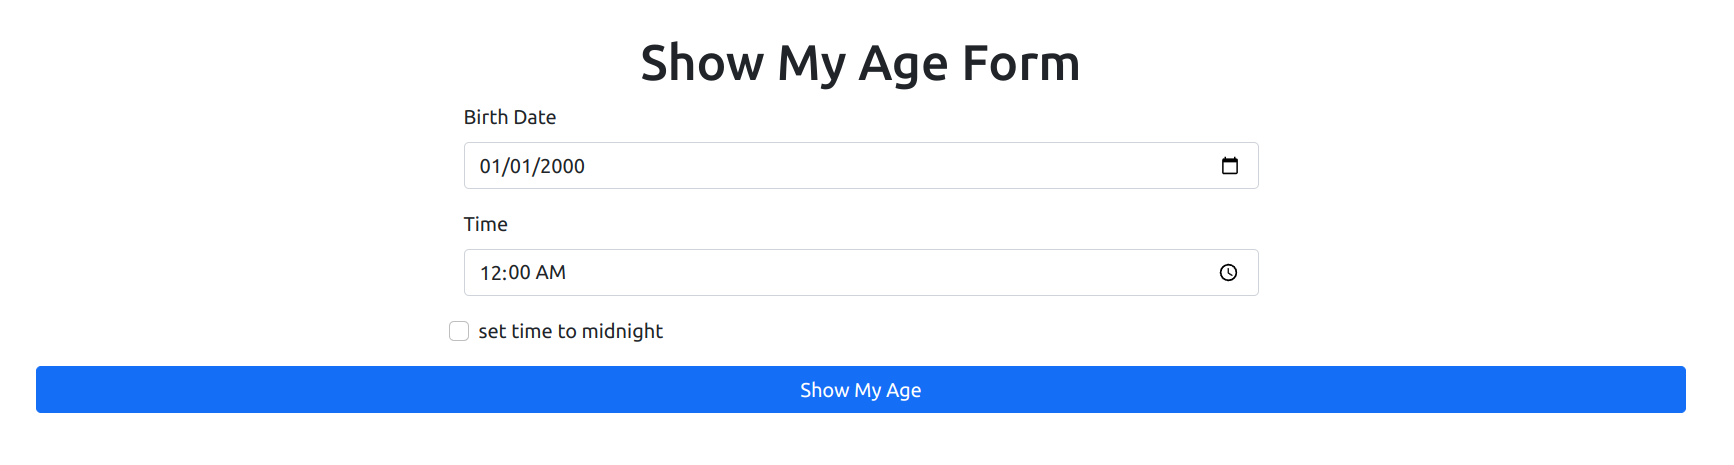 Show My Age Form
Birth Date
01/01/2000
Time
12:00 AM
set time to midnight
Show My Age